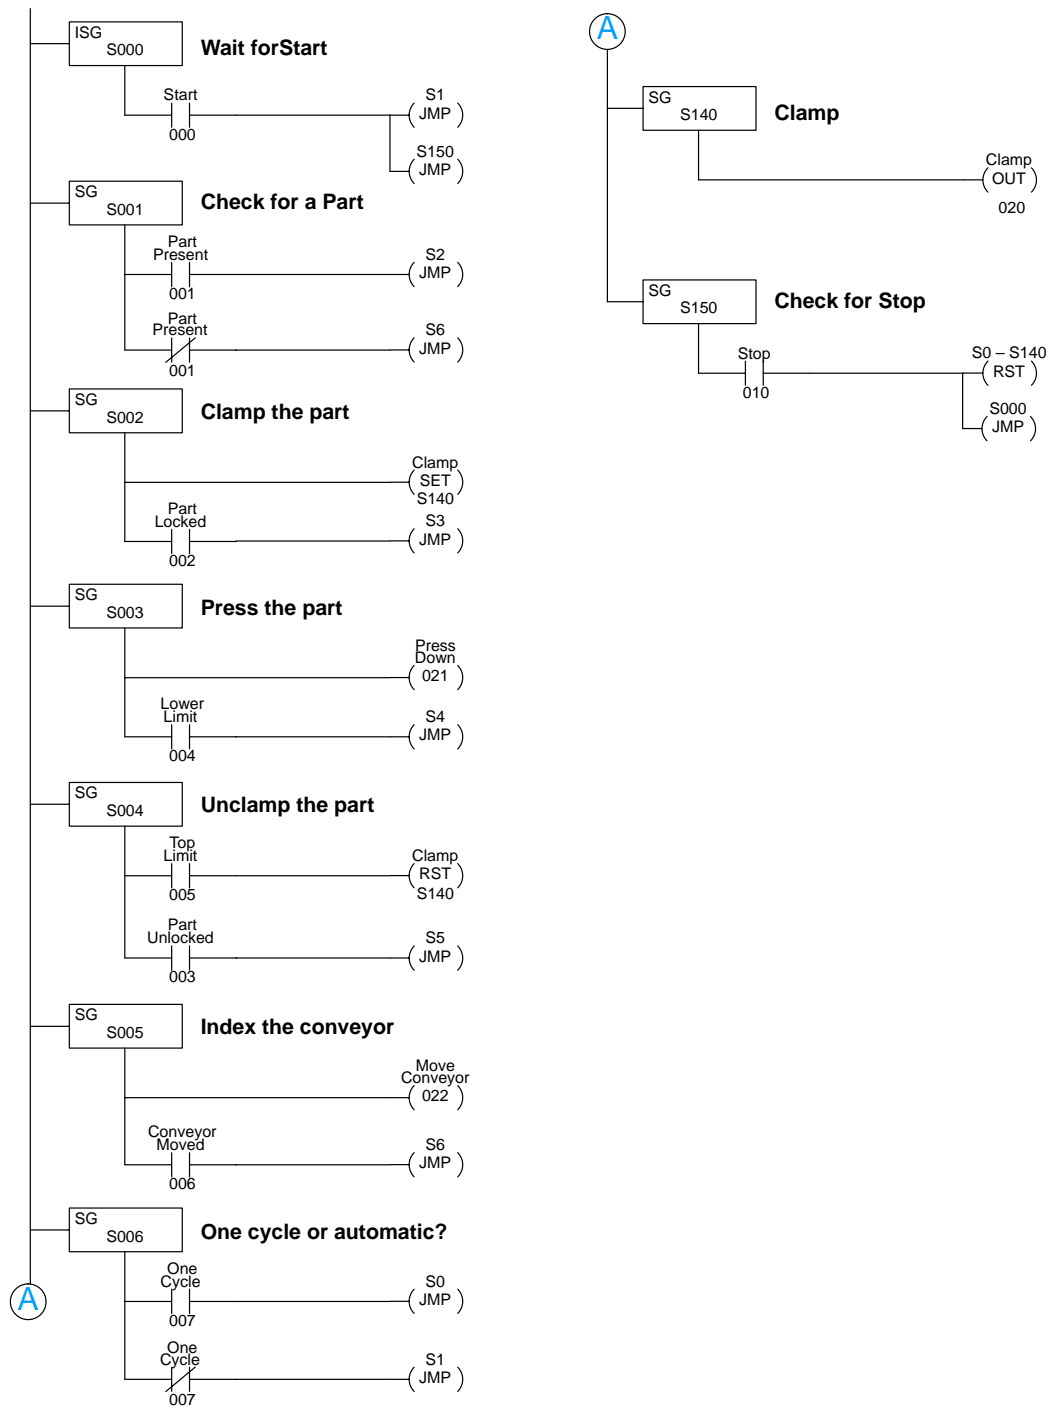 ISG
S000
Wait forStart
Start
000
S1
JMP
S150
JMP
SG
S001
Check for a Part
Part
Present
001
S2
JMP
Part
Present
001
S6
JMP
SG
S002
Clamp the part
Clamp
SET
S140
Part
Locked
002
S3
JMP
SG
S003
Press the part
Press
Down
021
Lower
Limit
004
S4
JMP
SG
S004
Unclamp the part
Top
Limit
005
Clamp
RST
S140
Part
Unlocked
003
S5
JMP
SG
S005
Index the conveyor
Move
Conveyor
022
Conveyor
Moved
006
S6
JMP
SG
S006
One cycle or automatic?
One
Cycle
007
S0
JMP
One
Cycle
007
S1
JMP
A
A
SG
S140
Clamp
Clamp
OUT
020
SG
S150
Check for Stop
Stop
010
S0 – S140
RST
S000
JMP